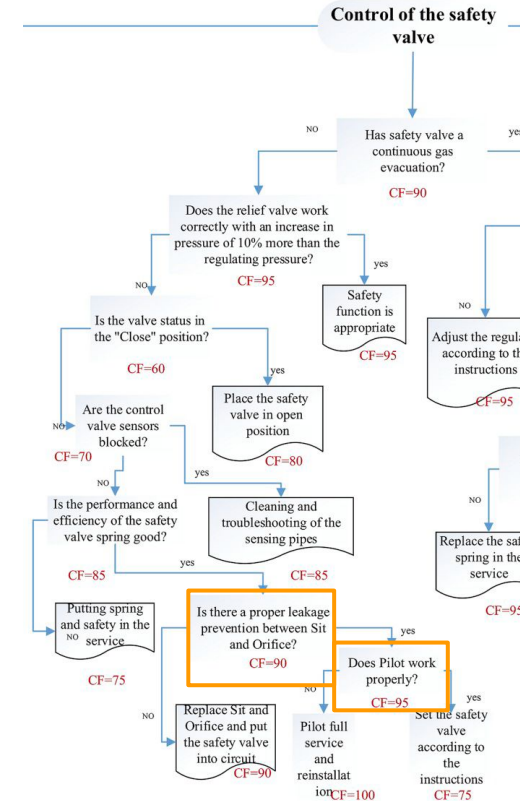 Control of the safety
valve
NO
yes
Has safety valve a
continuous gas
evacuation?
CF=90
Does the relief valve work
correctly with an increase in
pressure of 10% more than the
regulating pressure?
CF=95
yes
NO
Safety
function is
appropriate
CF=95
Is the valve status in
the "Close" position?
CF=60
NO
Adjust the regula
according to th
instructions
CF=95
yes
Place the safety
valve in open
position
CF=80
Are the control
valve sensors
blocked?
NO
CF=70
yes
NO
Cleaning and
troubleshooting of the
sensing pipes
CF=85
Is the performance and
efficiency of the safety
valve spring good?
CF=85
yes
NO
Replace the saf
spring in the
service
CF=95
Putting spring
and safety in the
NO
service
CF=75
Is there a proper leakage
prevention between Sit
and Orifice?
CF=90
yes
Does Pilot work
properly?
CF=95
NO
yes
NO
Replace Sit and
Orifice and put
the safety valve
into circuit
CF=90
Pilot full
service
and
reinstallat
ion
CF=100
Set the safety
valve
according to
the
instructions
CF=75